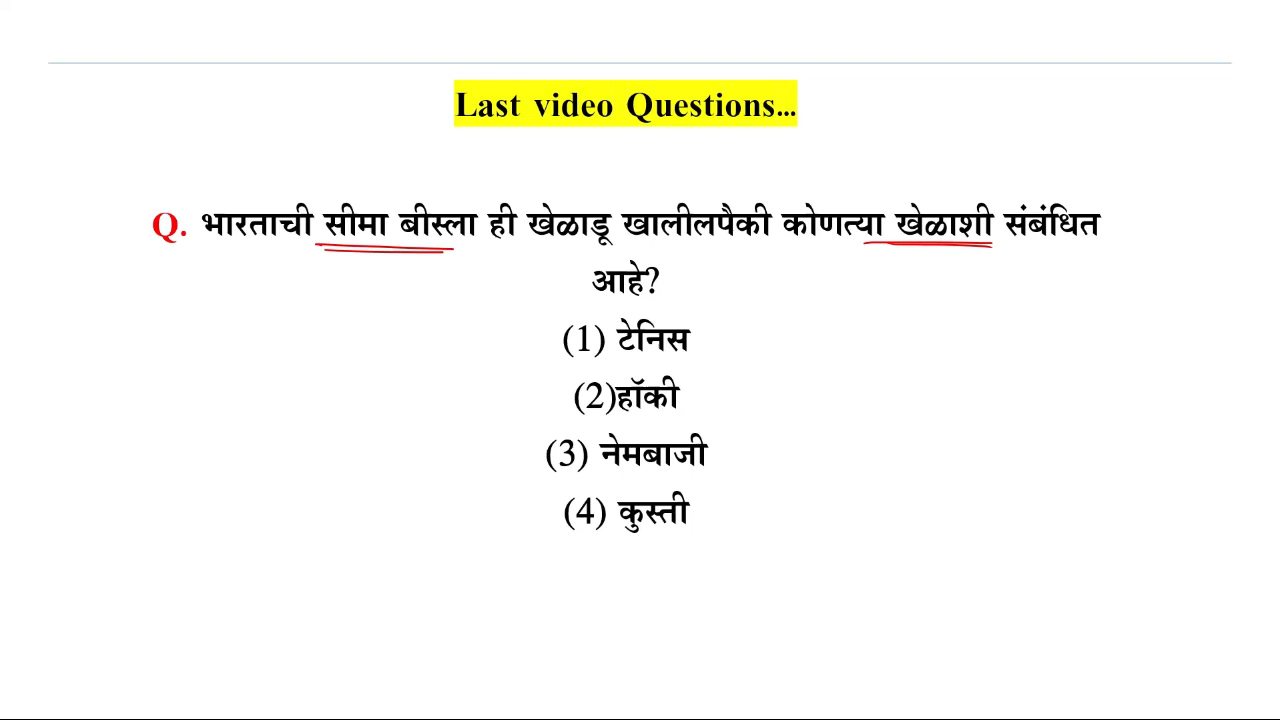 Last video Questions...
Q. भारताची सीमा बीस्ला ही खेळाडू खालीलपैकी कोणत्या खेळाशी संबंधित
आहे?
(1) टेनिस
(2)हॉकी
(3) नेमबाजी
(4) कुस्ती